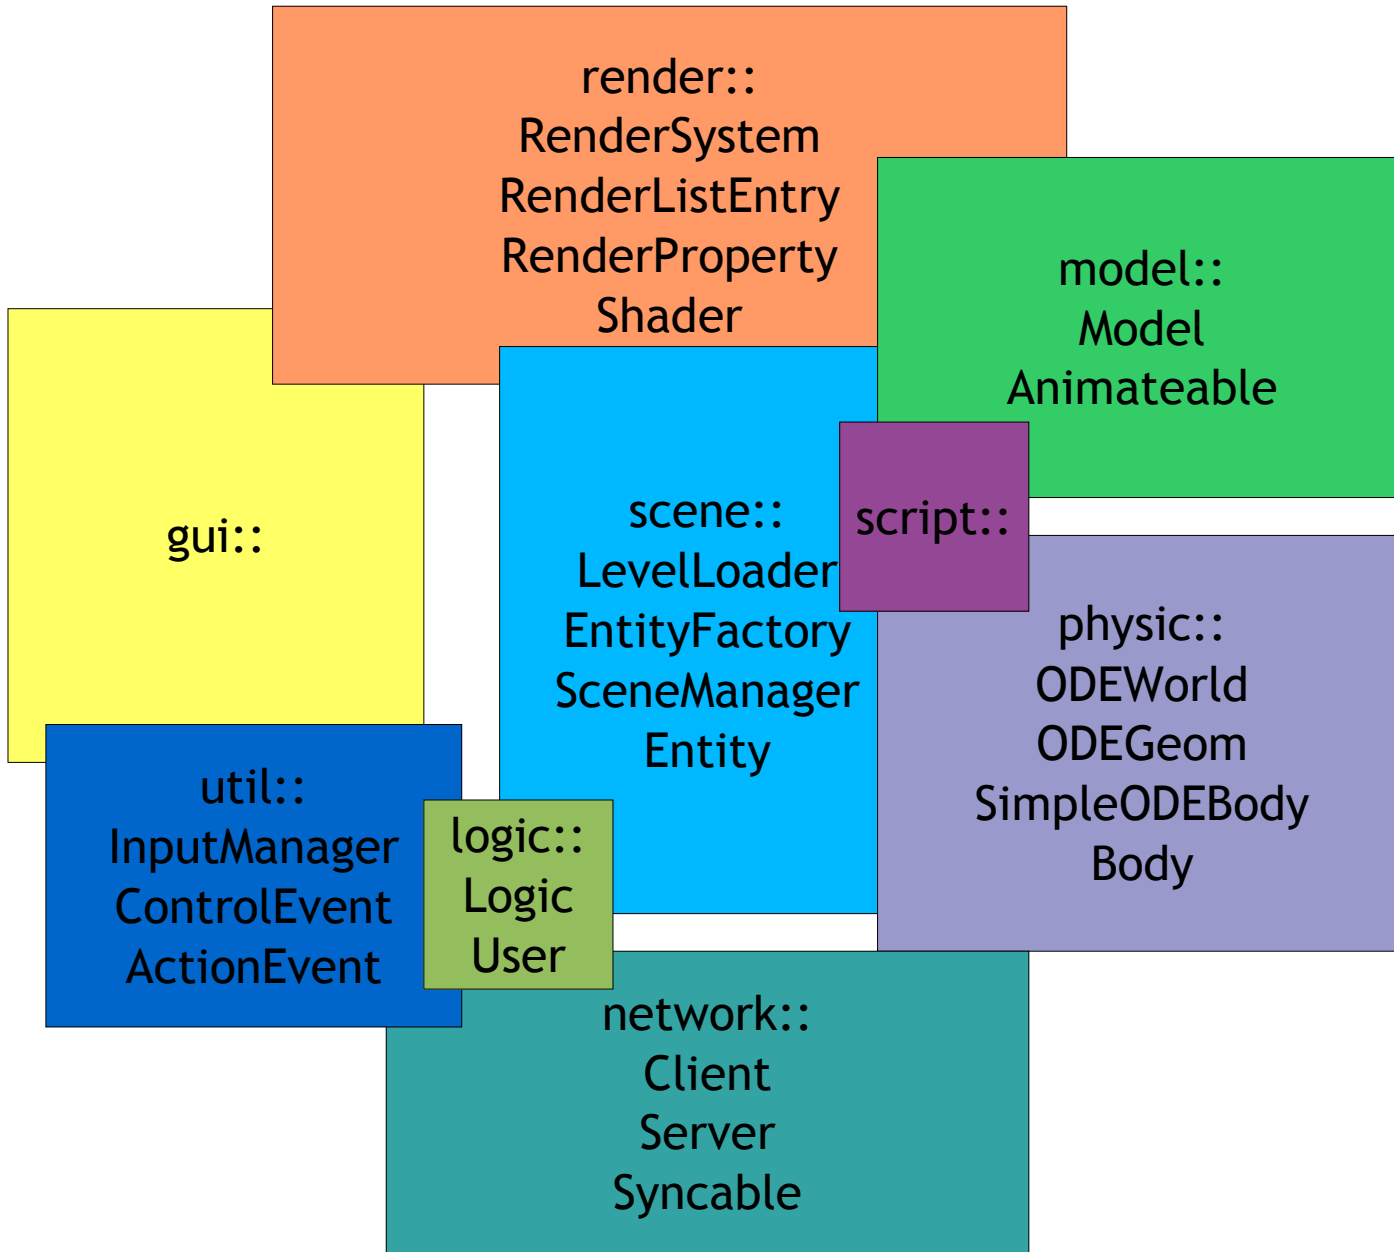 render::
RenderSystem
RenderListEntry
RenderProperty
Shader
model::
Model
Animateable
gui::
scene::
LevelLoader
EntityFactory
SceneManager
Entity
script::
physic::
ODEWorld
ODEGeom
SimpleODEBody
Body
util::
InputManager
ControlEvent
ActionEvent
logic::
Logic
User
network::
Client
Server
Syncable